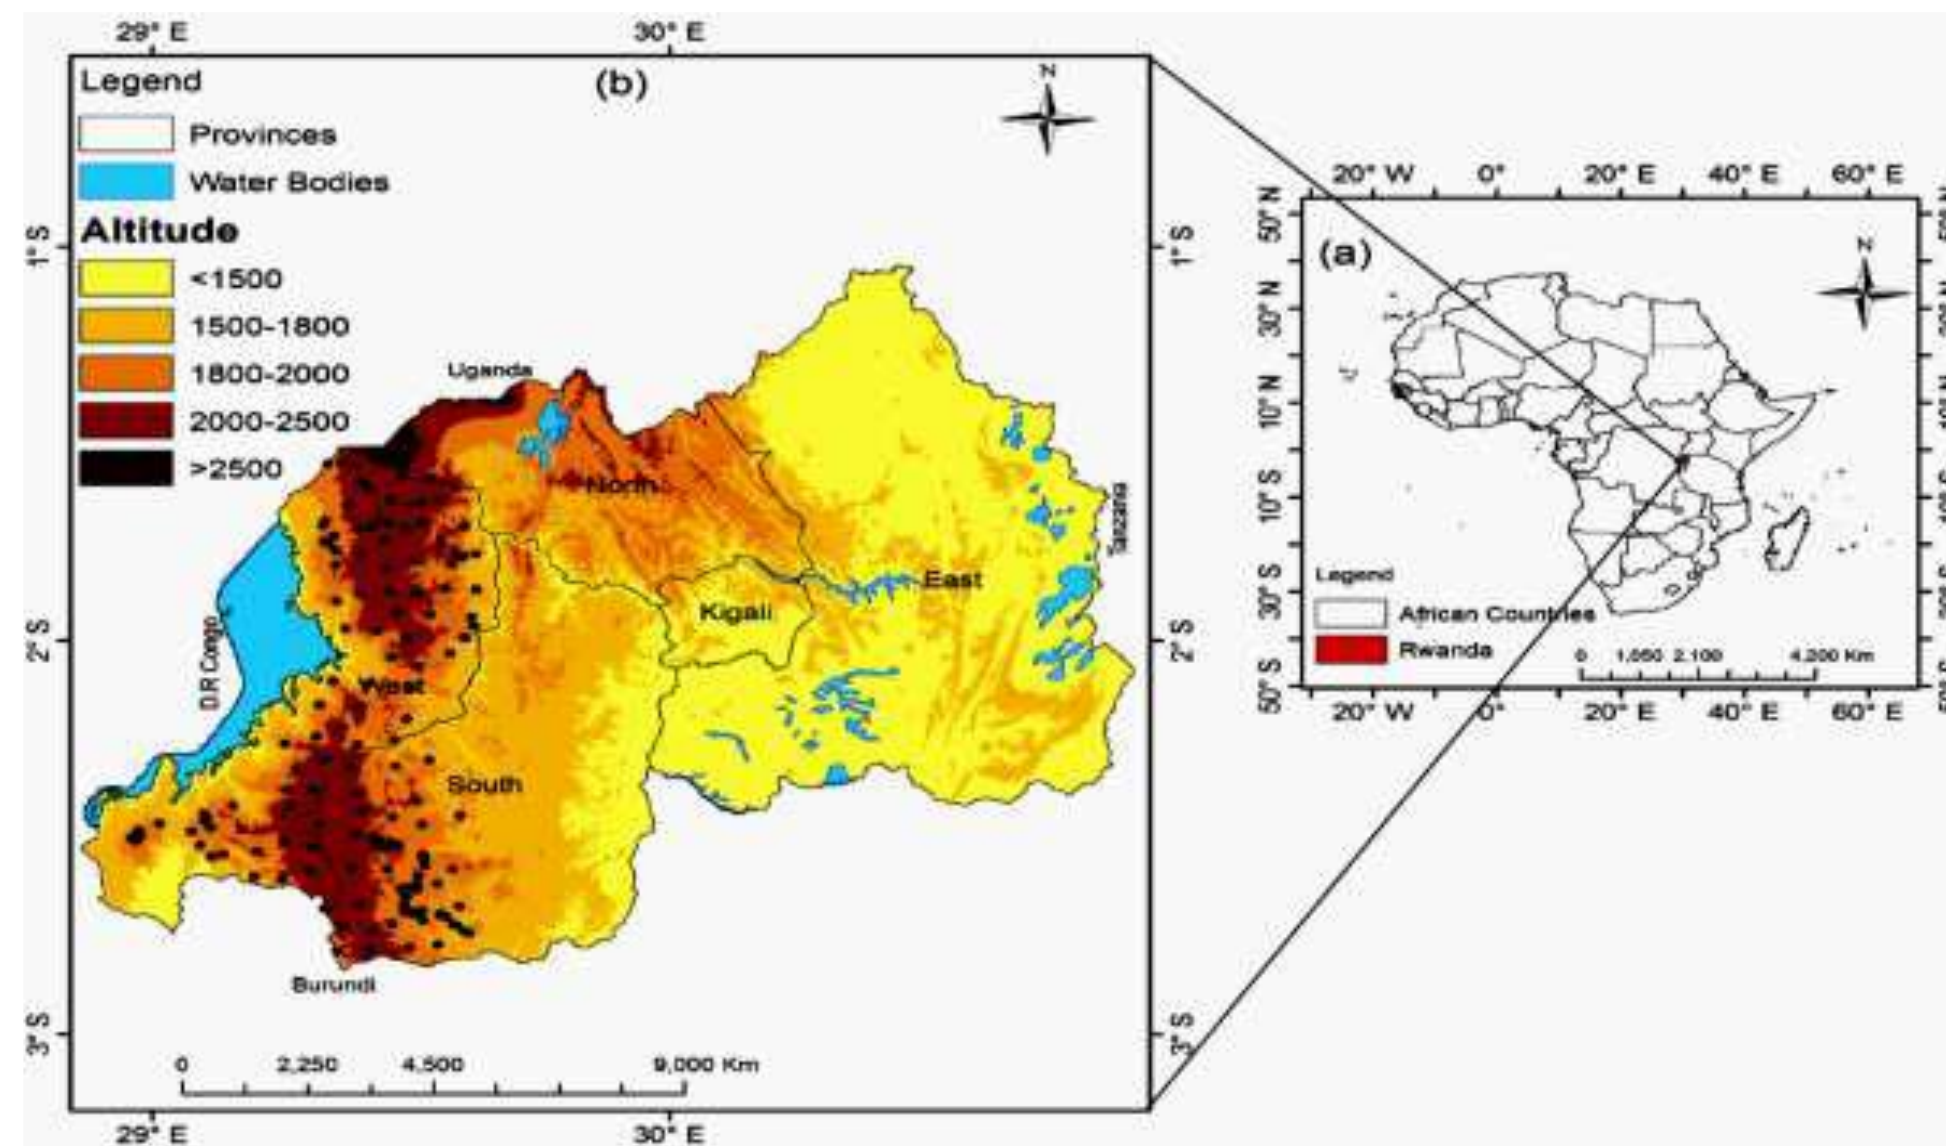 29° E 30° E
Legend
(b)
N
Provinces
Water Bodies
Altitude
<1500
1500-1800
1800-2000
2000-2500
>2500
1° S 1° S
2° S 2° S
3° S 3° S
Uganda
North
East
Kigali
West
South
Tanzania
D.R Congo
Burundi
0 2,250 4,500 9,000 Km
29° E 30° E
20° W 0° 20° E 40° E 60° E
(a)
N
50° N
30° N
10° N
10° S
30° S
50° S
Legend
African Countries
Rwanda
0 1,050 2,100 4,200 Km
20° W 0° 20° E 40° E 60° E